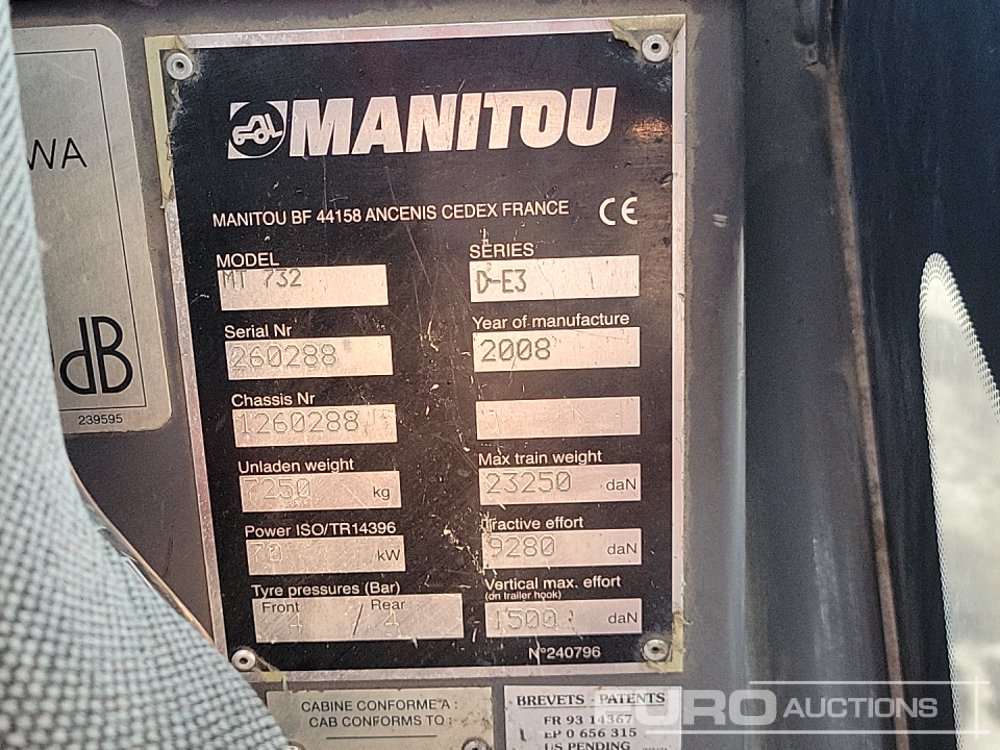 WA
dB
239595
MANITOU
MANITOU BF 44158 ANCENIS CEDEX FRANCE CE
MODEL
MT 732
SERIES
D-E3
Serial Nr
260288
Year of manufacture
2008
Chassis Nr
1260288
Unladen weight
7250 kg
Max train weight
23250 daN
Power ISO/TR14396
70 kW
Tractive effort
9280 daN
Tyre pressures (Bar)
Front Rear
4 / 4
Vertical max. effort
(on trailer hook)
1500 daN
N°240796
CABINE CONFORME A :
CAB CONFORMS TO :
BREVETS - PATENTS
FR 93 14367
EP 0 656 315
US PENDING
EURO AUCTIONS